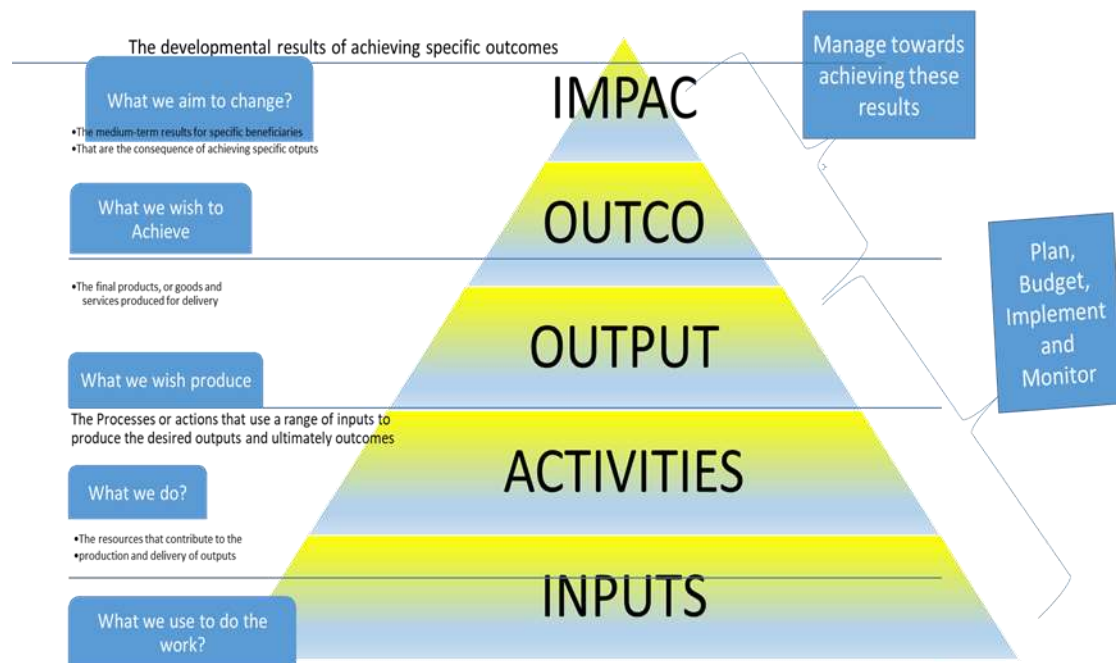 The developmental results of achieving specific outcomes
What we aim to change?
•The medium-term results for specific beneficiaries
•That are the consequence of achieving specific otputs
What we wish to
Achieve
•The final products, or goods and
services produced for delivery
What we wish produce
The Processes or actions that use a range of inputs to
produce the desired outputs and ultimately outcomes
What we do?
•The resources that contribute to the
•production and delivery of outputs
What we use to do the
work?
IMPAC
OUTCO
OUTPUT
ACTIVITIES
INPUTS
Manage towards
achieving these
results
Plan,
Budget,
Implement
and
Monitor